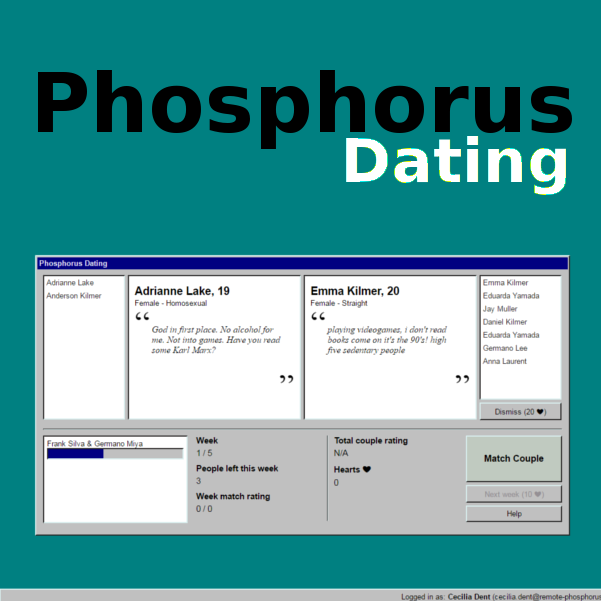 Phosphorus
Dating
Phosphorus Dating
Adrianne Lake
Anderson Kilmer
Adrianne Lake, 19
Female - Homosexual
“
God in first place. No alcohol for
me. Not into games. Have you read
some Karl Marx?
”
Emma Kilmer, 20
Female - Straight
“
playing videogames, i don't read
books come on it's the 90's! high
five sedentary people
”
Emma Kilmer
Eduarda Yamada
Jay Muller
Daniel Kilmer
Eduarda Yamada
Germano Lee
Anna Laurent
Dismiss (20 ❤)
Frank Silva & Germano Miya
Week
1 / 5
People left this week
3
Week match rating
0 / 0
Total couple rating
N/A
Hearts ❤
0
Match Couple
Next week (10 ❤)
Help
Logged in as: Cecilia Dent (cecilia.dent@remote-phosphorus